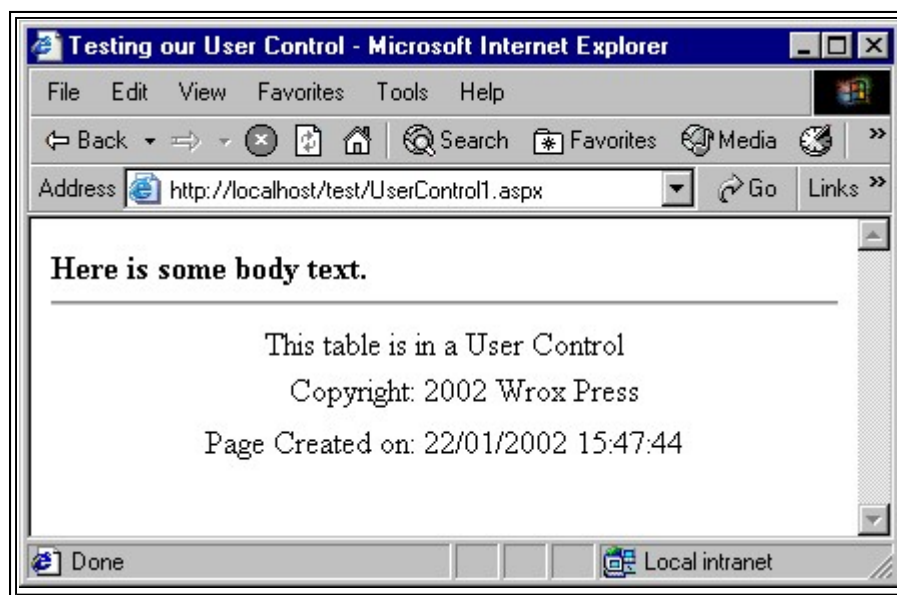 Testing our User Control - Microsoft Internet Explorer
File Edit View Favorites Tools Help
Back Search Favorites Media »
Address http://localhost/test/UserControl1.aspx Go Links »
Here is some body text.
This table is in a User Control
Copyright: 2002 Wrox Press
Page Created on: 22/01/2002 15:47:44
Done Local intranet